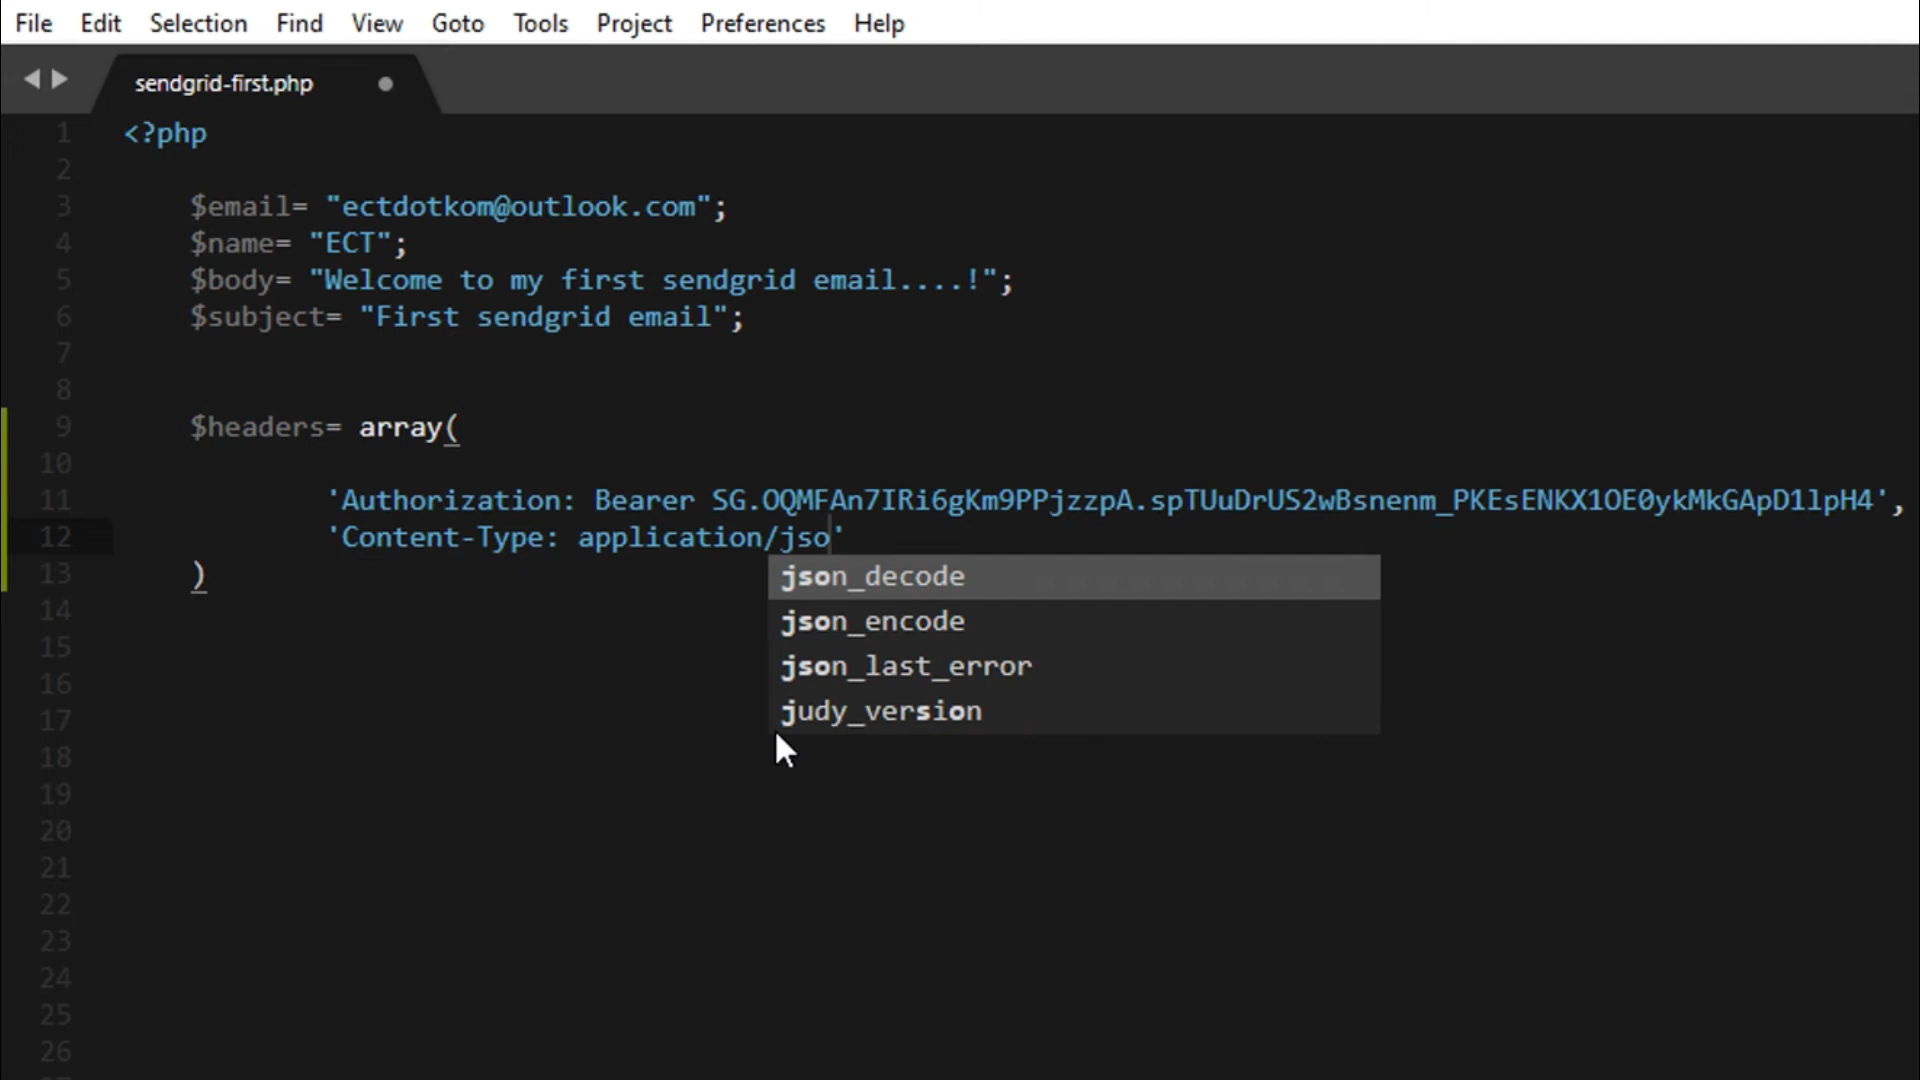 File Edit Selection Find View Goto Tools Project Preferences Help
sendgrid-first.php
1 <?php
2
3 $email= "ectdotkom@outlook.com";
4 $name= "ECT";
5 $body= "Welcome to my first sendgrid email....!";
6 $subject= "First sendgrid email";
7
8
9 $headers= array(
10
11 'Authorization: Bearer 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',
12 'Content-Type: application/jso'
13 )
json_decode
json_encode
json_last_error
judy_version
14
15
16
17
18
19
20
21
22
23
24
25
26